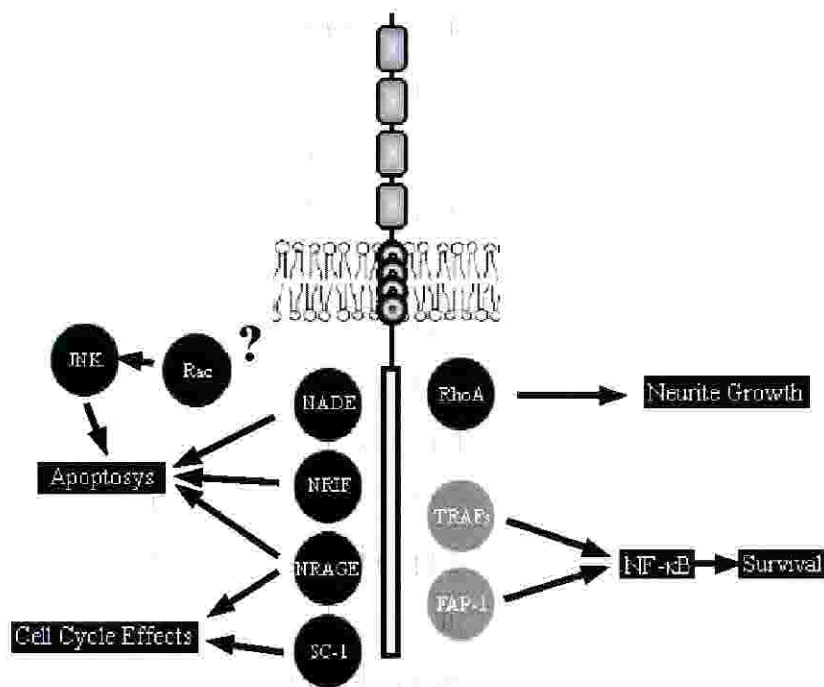 ?
JNK
Rac
NADE
RhoA
Neurite Growth
Apoptosys
NRIF
TRAFs
NRAGE
NF-κB
Survival
FAP-1
Cell Cycle Effects
SC-1